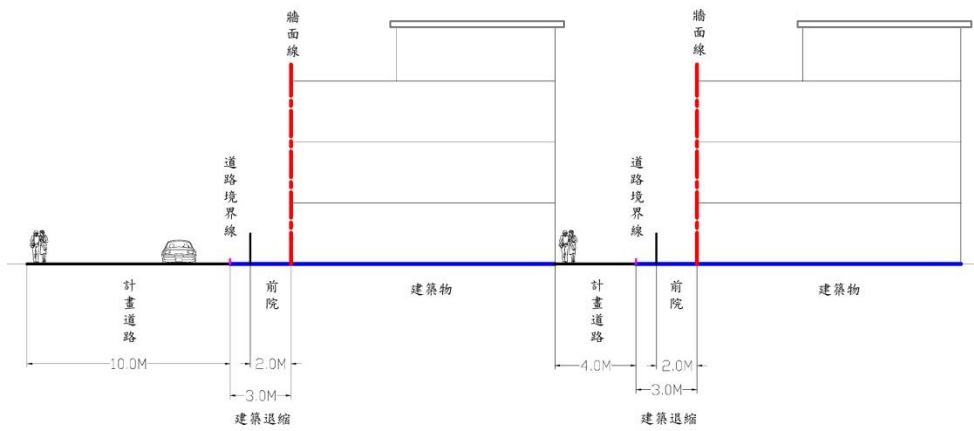 牆面線
牆面線
道路境界線
道路境界線
計畫道路
前院
建築物
計畫道路
前院
建築物
10.0M
2.0M
4.0M
2.0M
3.0M
3.0M
建築退縮
建築退縮